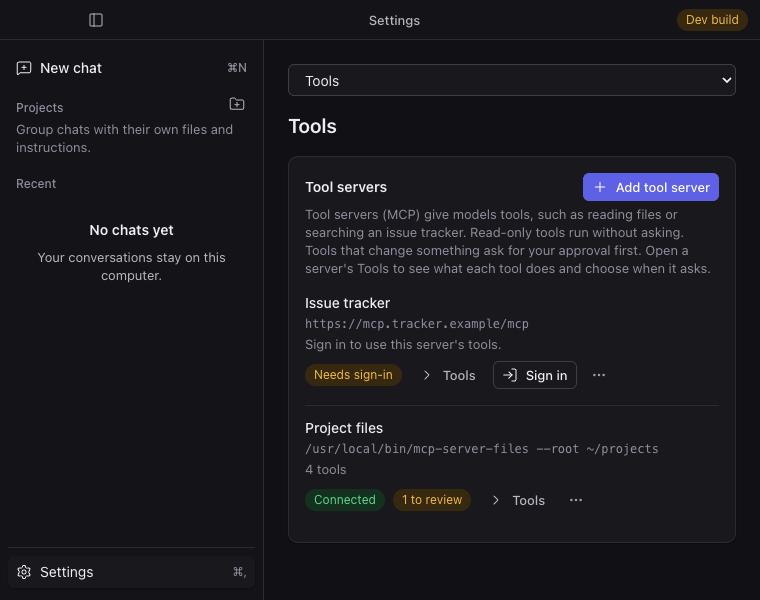 Settings
Dev build
New chat
⌘N
Projects
Group chats with their own files and
instructions.
Recent
No chats yet
Your conversations stay on this
computer.
Settings
⌘,
Tools
Tools
Tool servers
Add tool server
Tool servers (MCP) give models tools, such as reading files or
searching an issue tracker. Read-only tools run without asking.
Tools that change something ask for your approval first. Open a
server's Tools to see what each tool does and choose when it asks.
Issue tracker
https://mcp.tracker.example/mcp
Sign in to use this server's tools.
Needs sign-in
Tools
Sign in
Project files
/usr/local/bin/mcp-server-files --root ~/projects
4 tools
Connected
1 to review
Tools